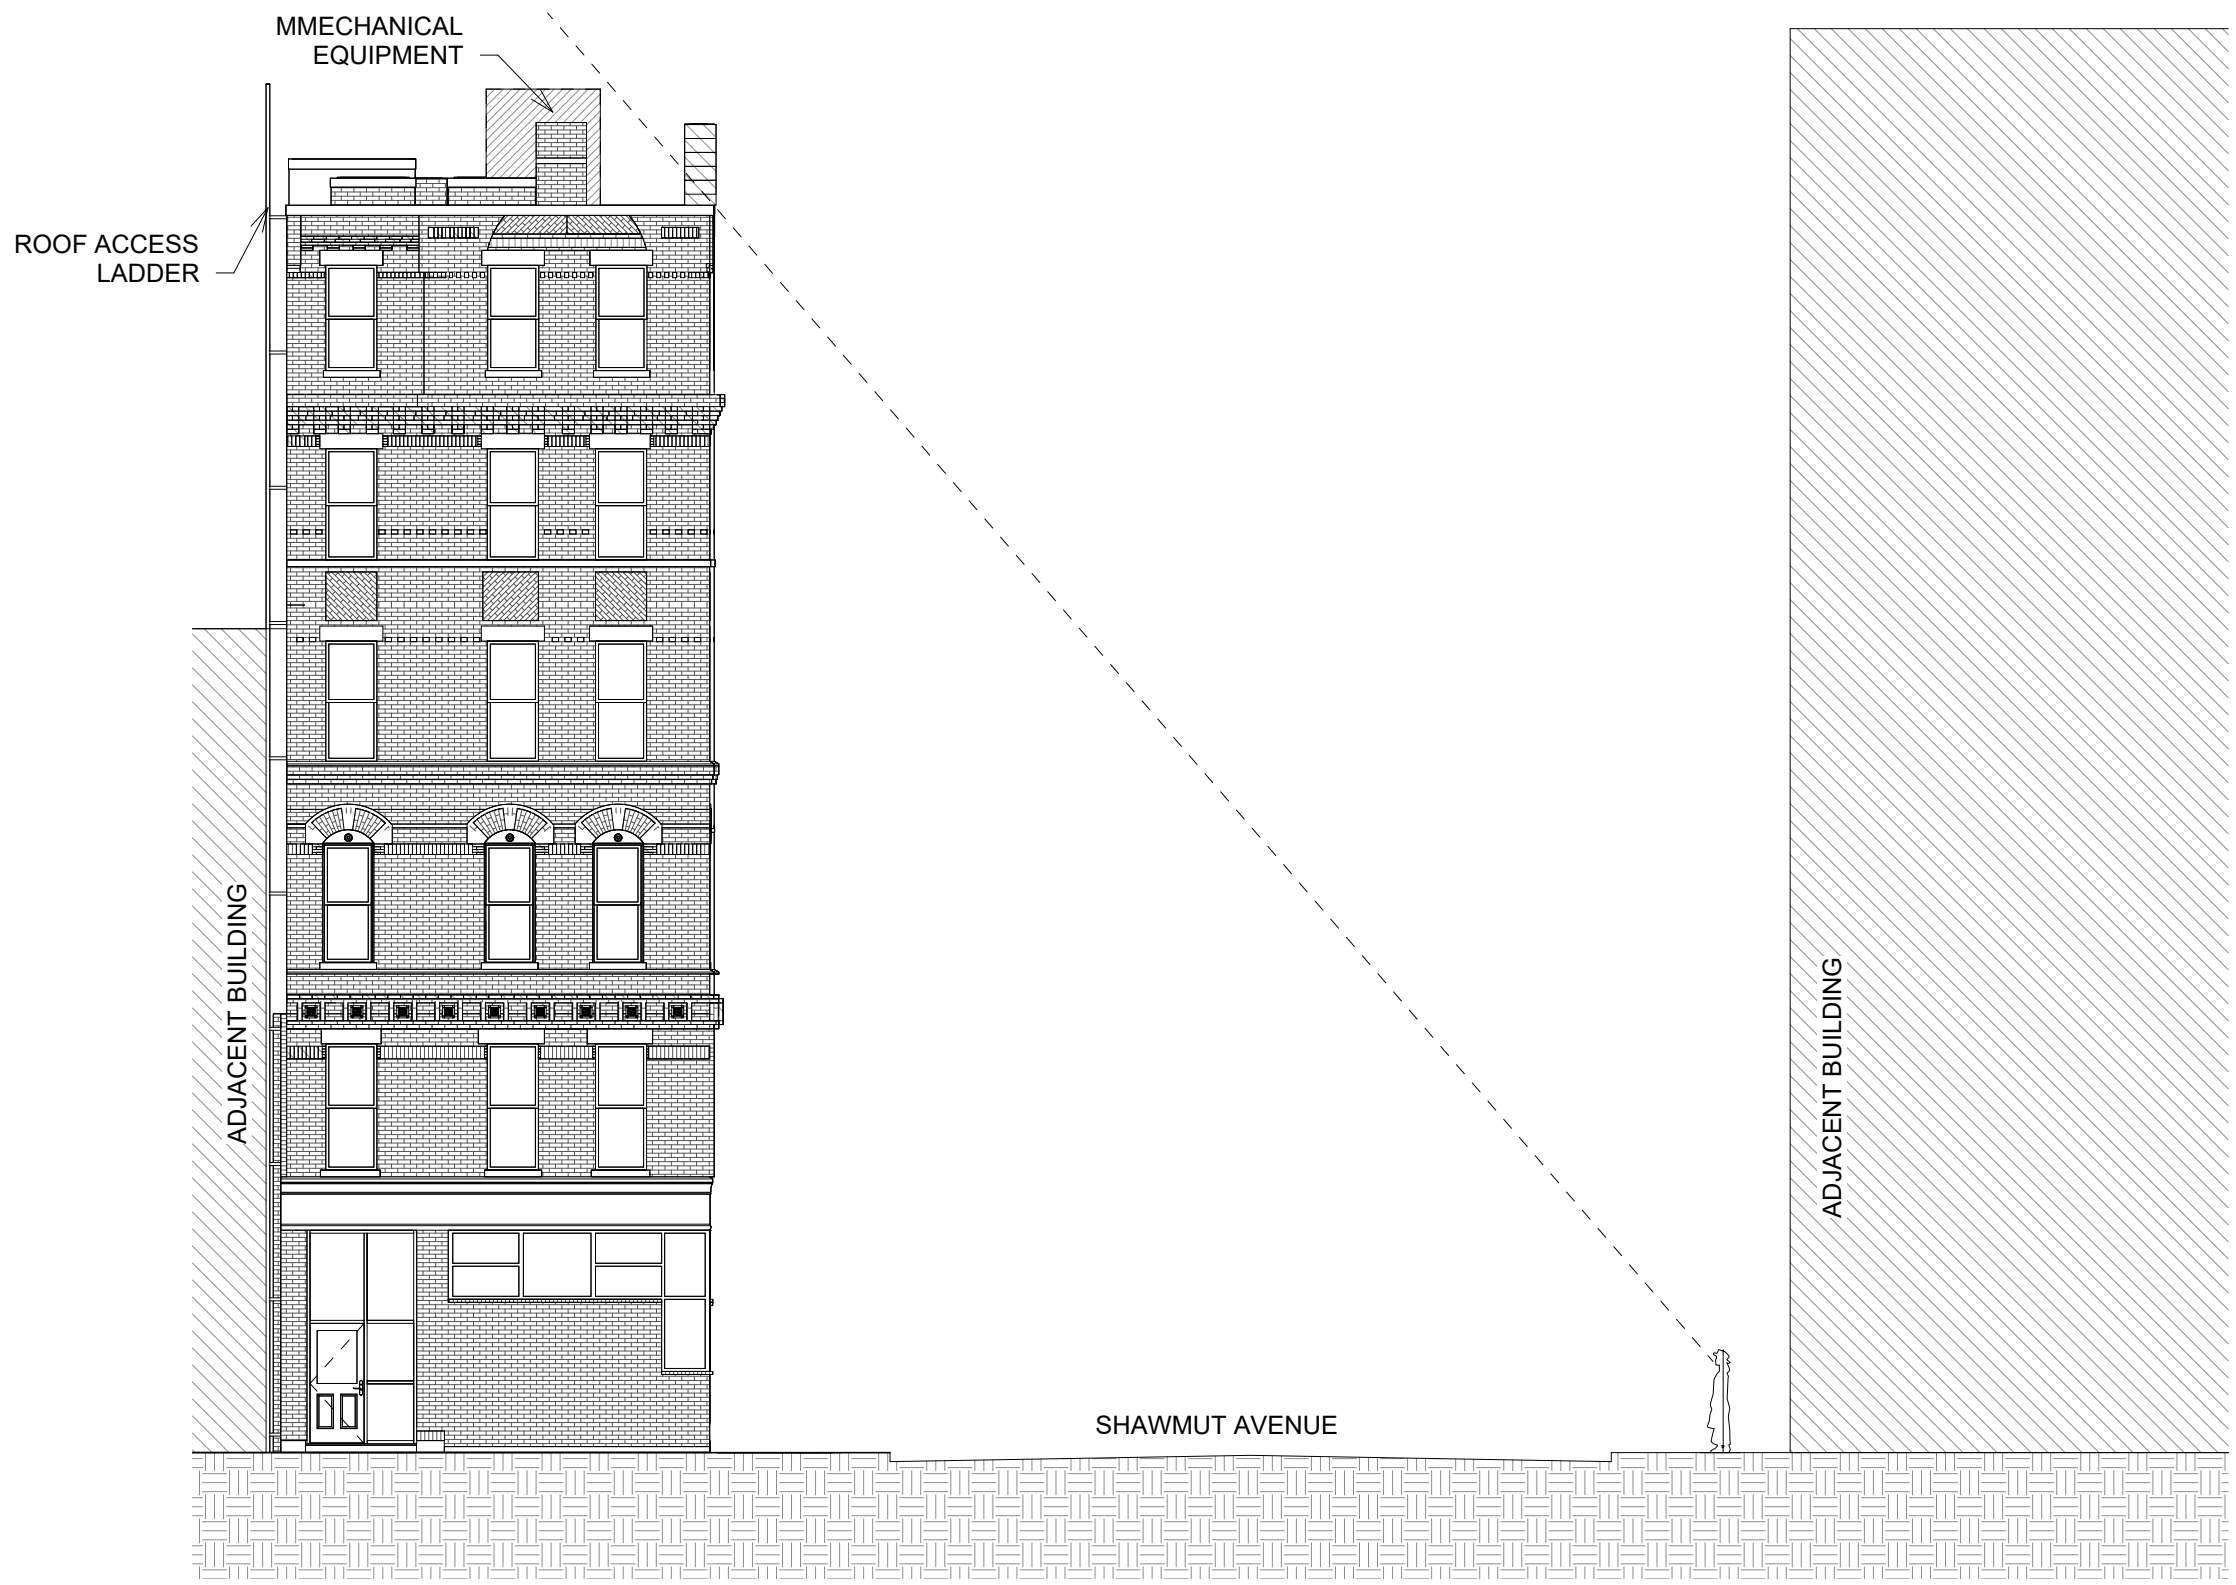 MMECHANICAL
EQUIPMENT
ROOF ACCESS
LADDER
ADJACENT BUILDING
ADJACENT BUILDING
SHAWMUT AVENUE